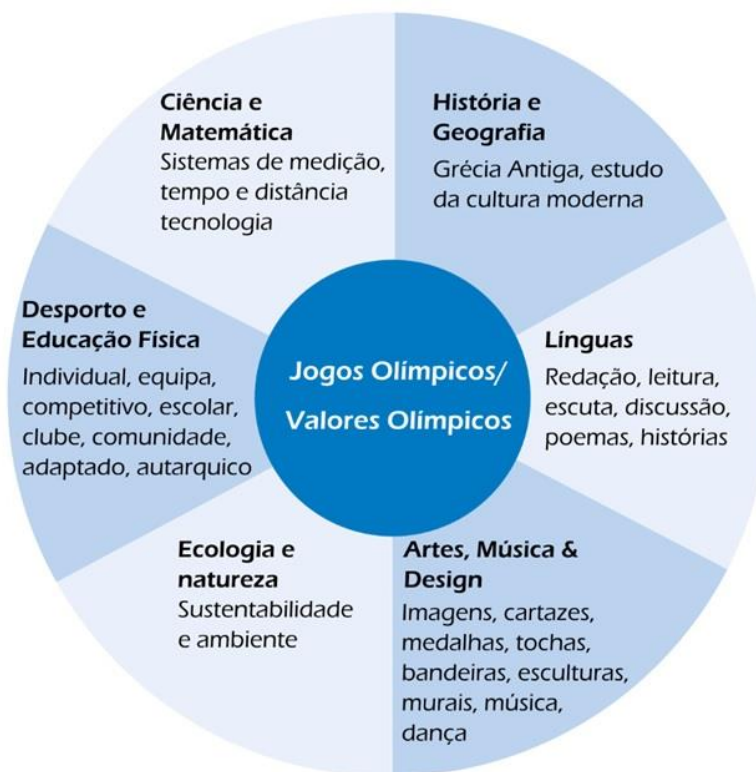 Ciência e
Matemática
Sistemas de medição,
tempo e distância
tecnologia
História e
Geografia
Grécia Antiga, estudo
da cultura moderna
Desporto e
Educação Física
Individual, equipa,
competitivo, escolar,
clube, comunidade,
adaptado, autarquico
Jogos Olímpicos/
Valores Olímpicos
Línguas
Redação, leitura,
escuta, discussão,
poemas, histórias
Ecologia e
natureza
Sustentabilidade
e ambiente
Artes, Música &
Design
Imagens, cartazes,
medalhas, tochas,
bandeiras, esculturas,
murais, música,
dança